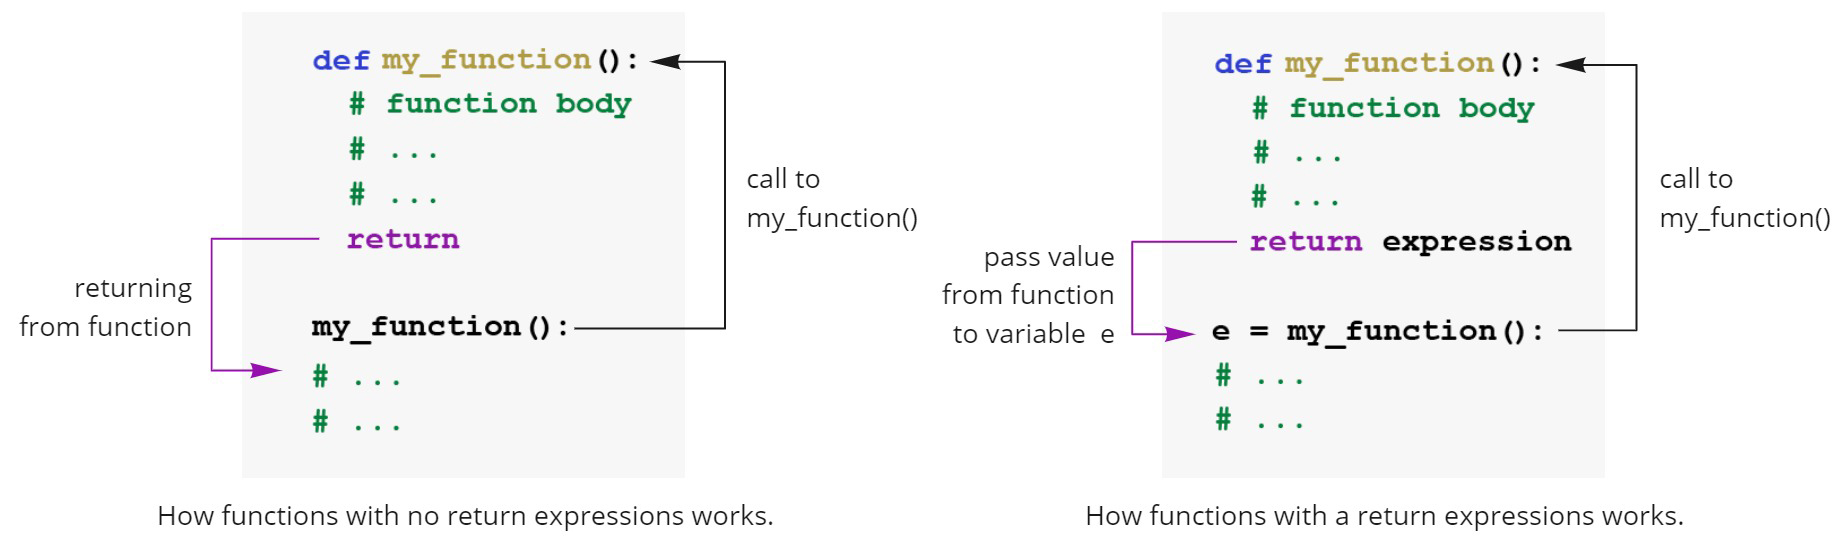 def my_function():
# function body
# ...
# ...
return
my_function():
# ...
# ...
call to
my_function()
returning
from function
How functions with no return expressions works.
def my_function():
# function body
# ...
# ...
return expression
e = my_function():
# ...
# ...
call to
my_function()
pass value
from function
to variable e
How functions with a return expressions works.